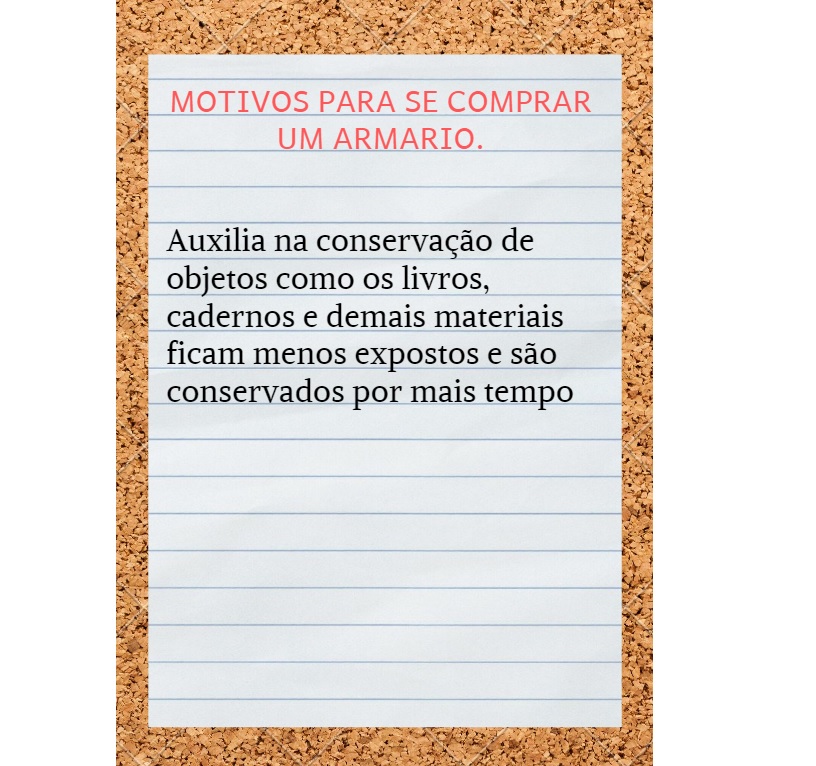 MOTIVOS PARA SE COMPRAR
UM ARMARIO.
Auxilia na conservação de
objetos como os livros,
cadernos e demais materiais
ficam menos expostos e são
conservados por mais tempo